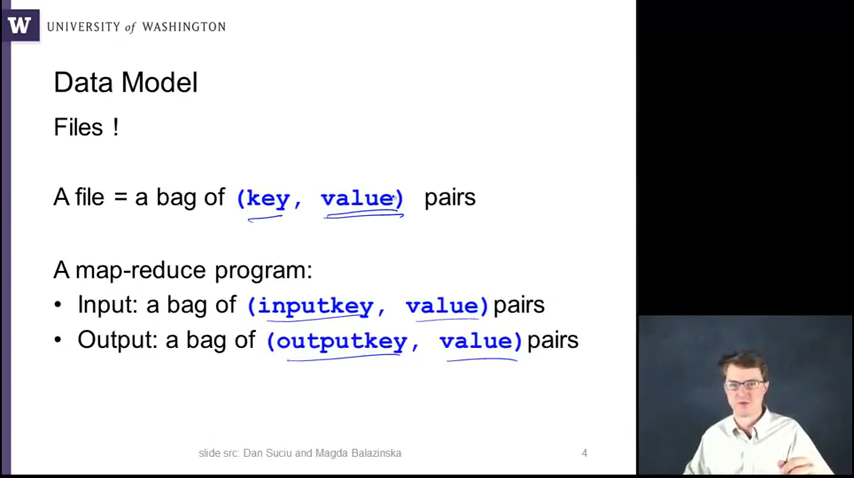 W UNIVERSITY of WASHINGTON
Data Model
Files !
A file = a bag of (key, value) pairs
A map-reduce program:
• Input: a bag of (inputkey, value) pairs
• Output: a bag of (outputkey, value) pairs
slide src: Dan Suciu and Magda Balazinska 4